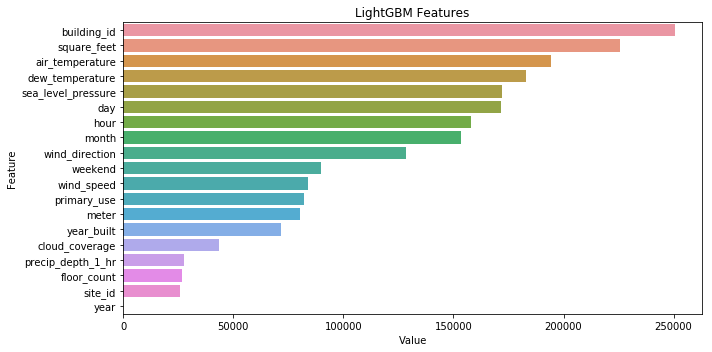 LightGBM Features
building_id
square_feet
air_temperature
dew_temperature
sea_level_pressure
day
hour
month
wind_direction
weekend
wind_speed
primary_use
meter
year_built
cloud_coverage
precip_depth_1_hr
floor_count
site_id
year
Feature
0 50000 100000 150000 200000 250000
Value